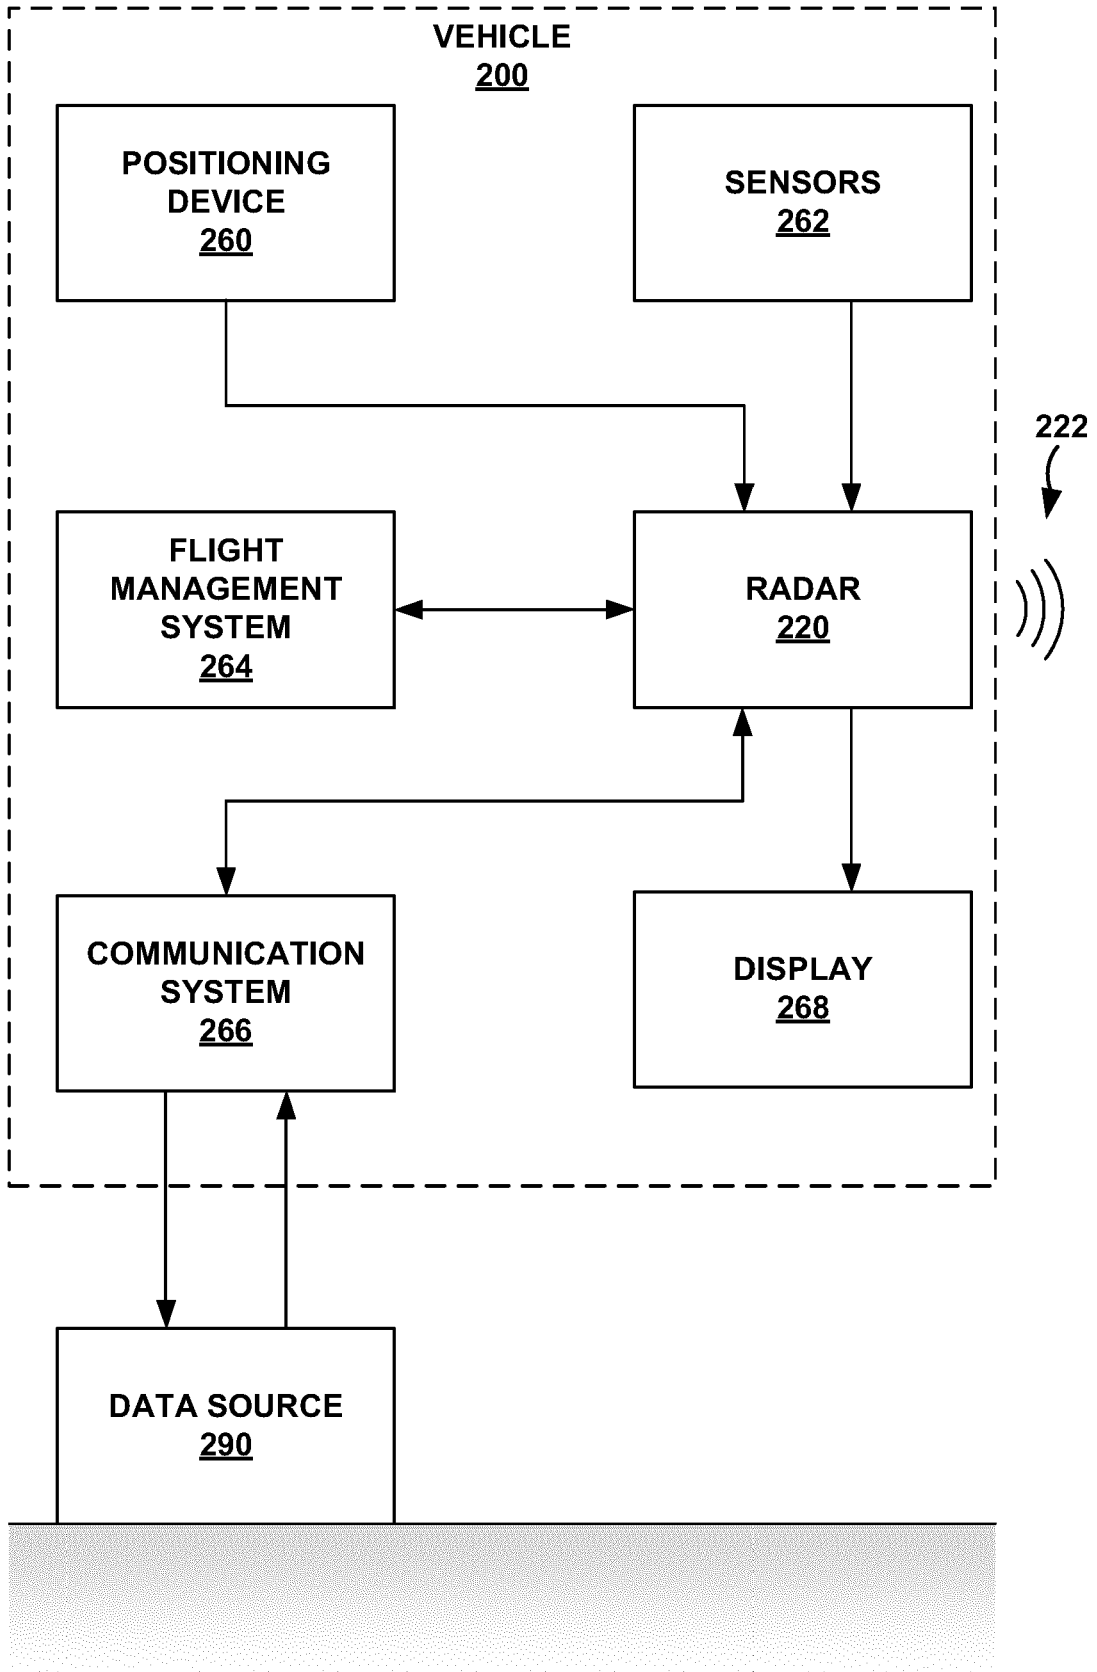 VEHICLE
200
POSITIONING
DEVICE
260
SENSORS
262
222
FLIGHT
MANAGEMENT
SYSTEM
264
RADAR
220
COMMUNICATION
SYSTEM
266
DISPLAY
268
DATA SOURCE
290